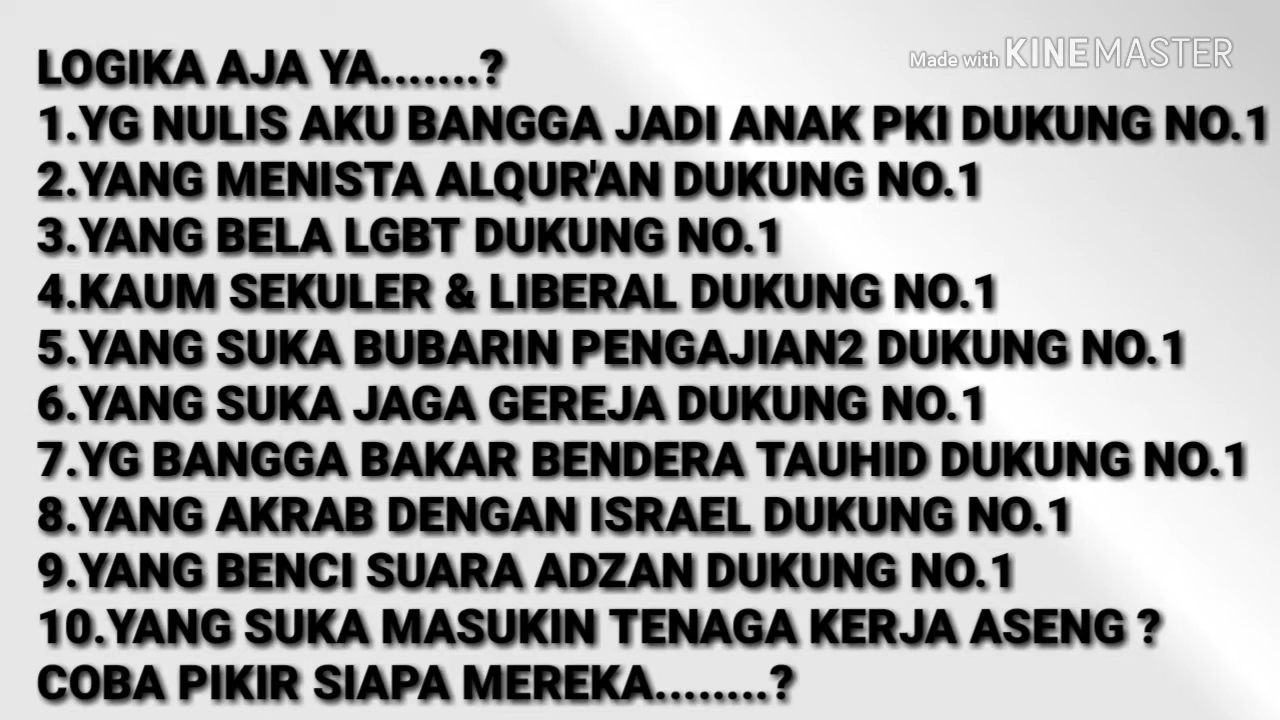 LOGIKA AJA YA.......?
Made with KINEMASTER
1.YG NULIS AKU BANGGA JADI ANAK PKI DUKUNG NO.1
2.YANG MENISTA ALQUR'AN DUKUNG NO.1
3.YANG BELA LGBT DUKUNG NO.1
4.KAUM SEKULER & LIBERAL DUKUNG NO.1
5.YANG SUKA BUBARIN PENGAJIAN2 DUKUNG NO.1
6.YANG SUKA JAGA GEREJA DUKUNG NO.1
7.YG BANGGA BAKAR BENDERA TAUHID DUKUNG NO.1
8.YANG AKRAB DENGAN ISRAEL DUKUNG NO.1
9.YANG BENCI SUARA ADZAN DUKUNG NO.1
10.YANG SUKA MASUKIN TENAGA KERJA ASENG ?
COBA PIKIR SIAPA MEREKA........?